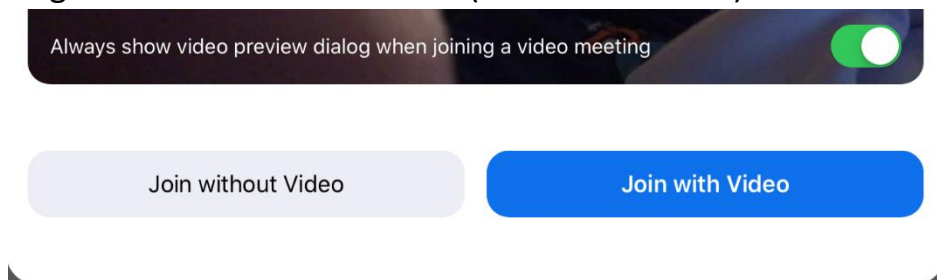 Always show video preview dialog when joining a video meeting
Join without Video
Join with Video